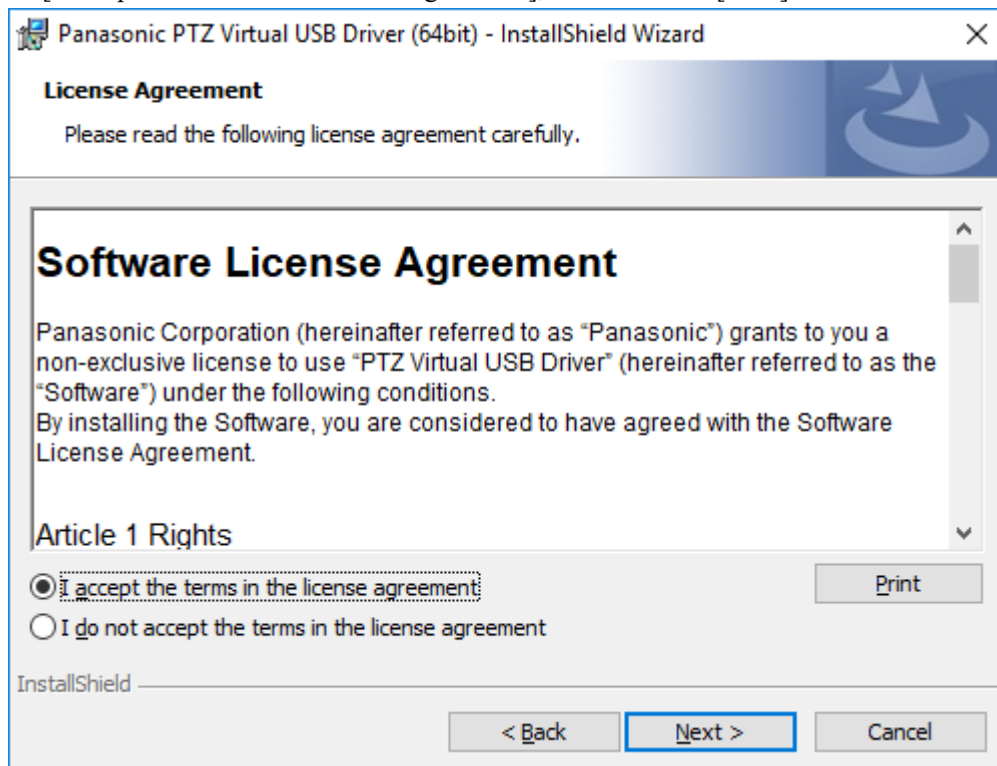 Panasonic PTZ Virtual USB Driver (64bit) - InstallShield Wizard
License Agreement
Please read the following license agreement carefully.
Software License Agreement
Panasonic Corporation (hereinafter referred to as “Panasonic”) grants to you a
non-exclusive license to use “PTZ Virtual USB Driver” (hereinafter referred to as the
“Software”) under the following conditions.
By installing the Software, you are considered to have agreed with the Software
License Agreement.
Article 1 Rights
I accept the terms in the license agreement
Print
I do not accept the terms in the license agreement
InstallShield
< Back
Next >
Cancel